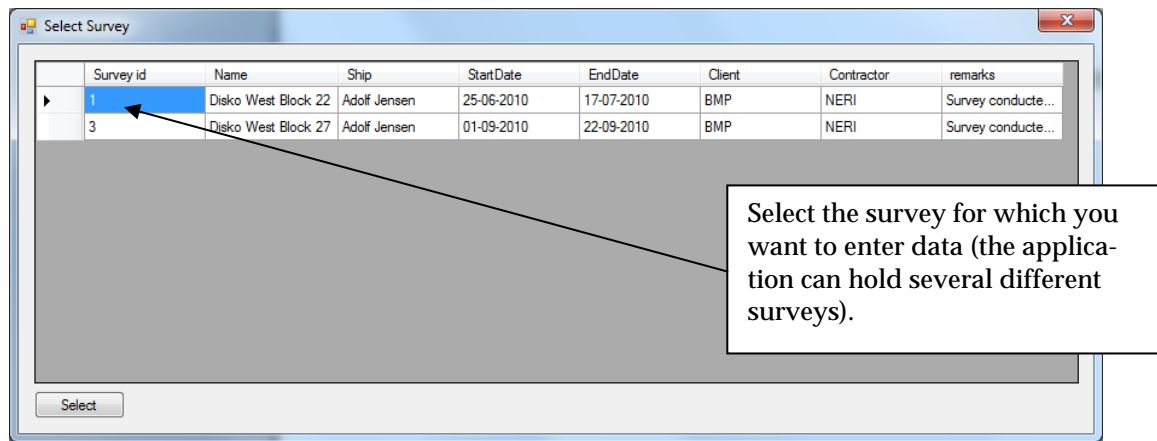 Select Survey
x
Survey id Name Ship StartDate EndDate Client Contractor remarks
1 Disko West Block 22 Adolf Jensen 25-06-2010 17-07-2010 BMP NERI Survey conducte...
3 Disko West Block 27 Adolf Jensen 01-09-2010 22-09-2010 BMP NERI Survey conducte...
Select the survey for which you
want to enter data (the applica-
tion can hold several different
surveys).
Select